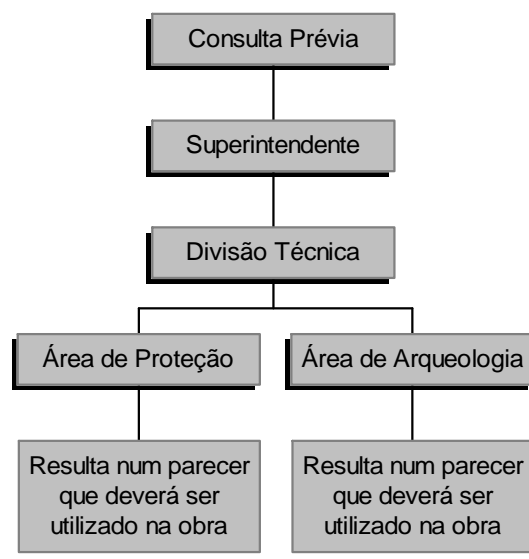 Consulta Prévia
Superintendente
Divisão Técnica
Área de Proteção
Área de Arqueologia
Resulta num parecer
que deverá ser
utilizado na obra
Resulta num parecer
que deverá ser
utilizado na obra